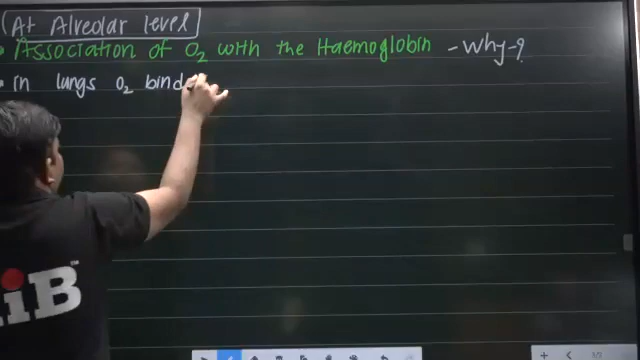 (At Alveolar level)
Association of O₂ with the Haemoglobin - Why-?
in lungs O₂ bind
iB